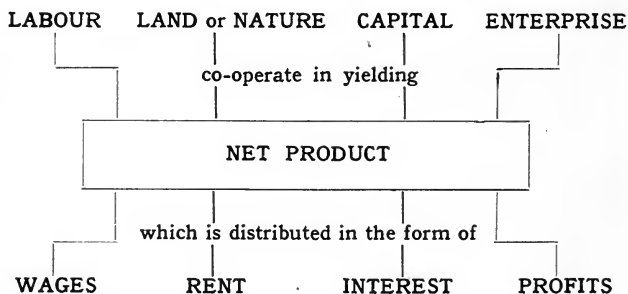 LABOUR LAND or NATURE CAPITAL ENTERPRISE
co-operate in yielding
NET PRODUCT
which is distributed in the form of
WAGES RENT INTEREST PROFITS